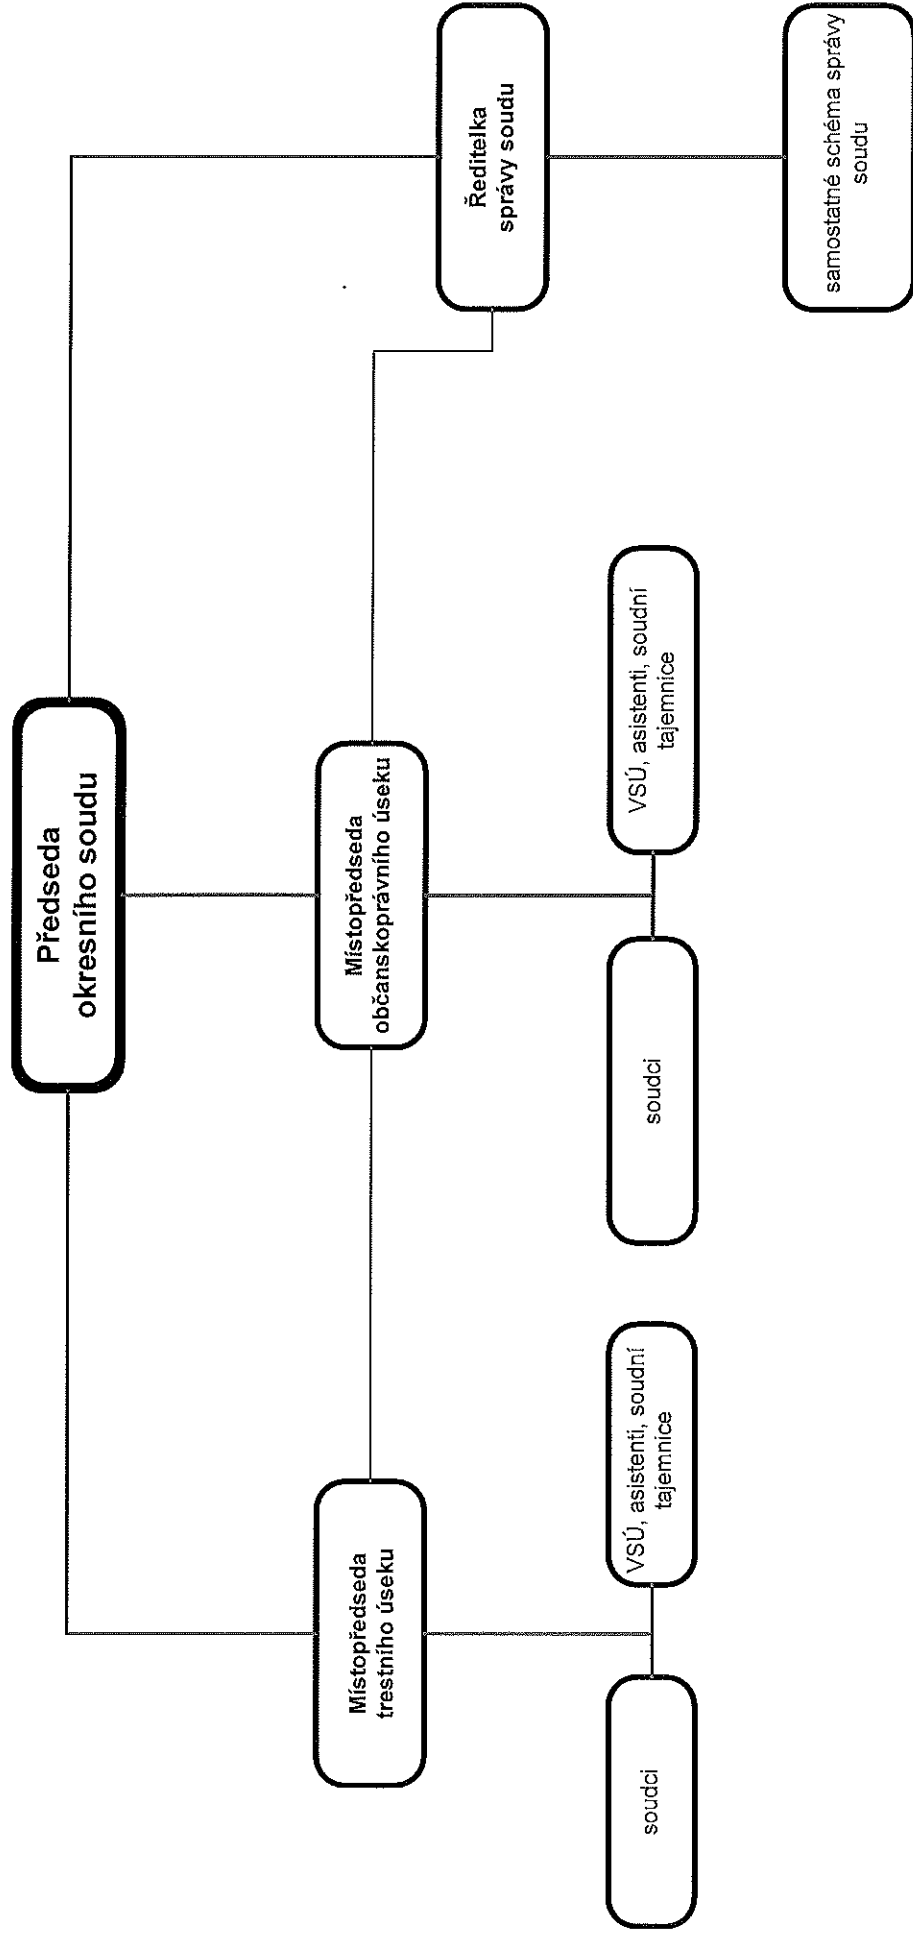 Předseda
okresního soudu
Místopředseda
trestního úseku
Místopředseda
občanskoprávního úseku
Ředitelka
správy soudu
soudci
VSÚ, asistenti, soudní
tajemnice
soudci
VSÚ, asistenti, soudní
tajemnice
samostatné schéma správy
soudu